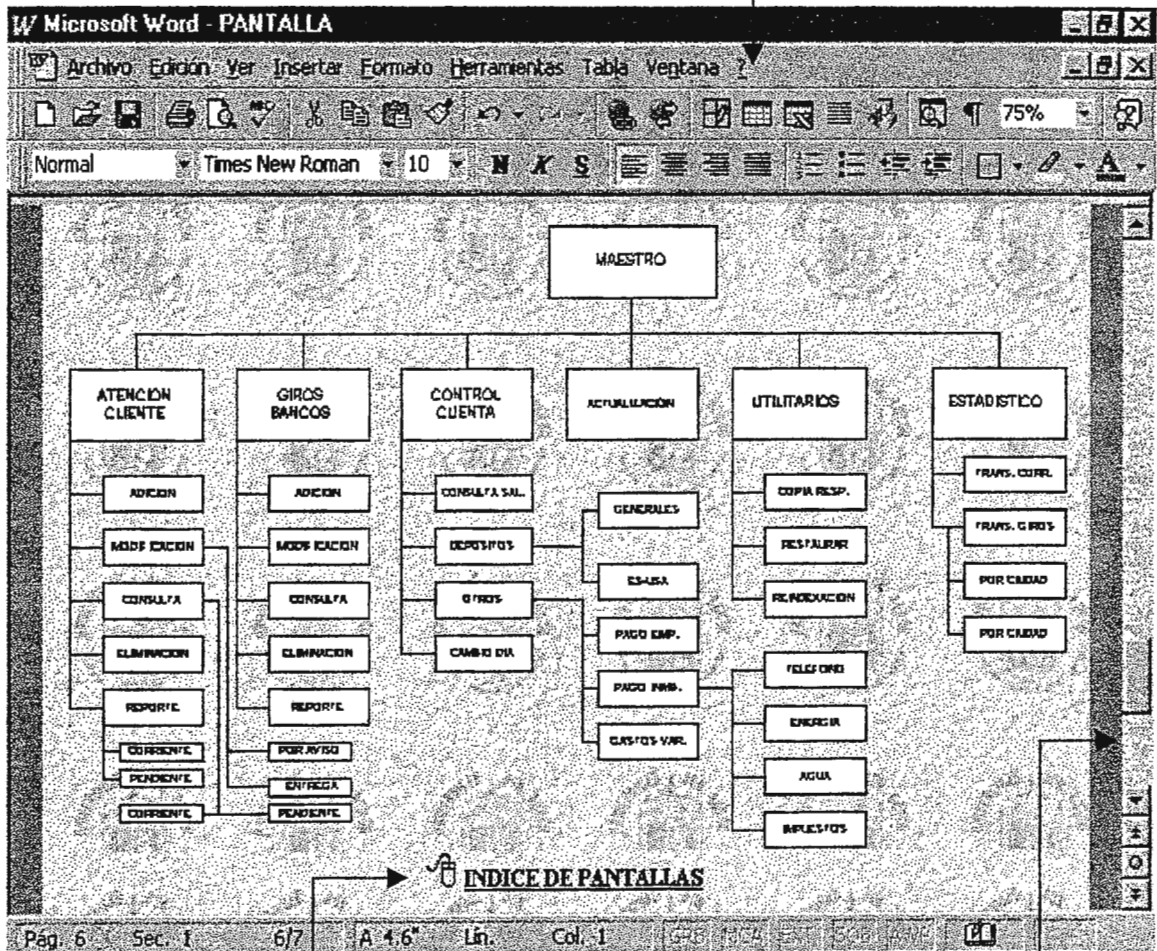 W Microsoft Word - PANTALLA
Archivo Edición Ver Insertar Formato Herramientas Tabla Ventana ?
75%
Normal Times New Roman 10 N K S A
MAESTRO
ATENCION
CLIENTE
GIROS
BANCOS
CONTROL
CUENTA
ACTUALIZACIÓN
UTILITARIOS
ESTADISTICO
ADICION
MODIFICACION
CONSULTA
ELIMINACION
REPORTE
CORRIENTE
PENDIENTE
CORRIENTE
ADICION
MODIFICACION
CONSULTA
ELIMINACION
REPORTE
POR AVISO
ENTREGA
PENDIENTE
CONSULTA SAL.
DEPOSITOS
CAMBIO DIA
GENERALES
ES-USA
PAGO EMP.
PAGO INMB.
GASTOS VAR.
COPIA RESP.
RESTAURAR
REINDEXACION
TELEFONO
ENERGIA
AGUA
IMPUESTOS
TRANS. CORR.
TRANS. GIROS
POR CIUDAD
POR CIUDAD
INDICE DE PANTALLAS
Pág. 6 Sec. 1 6/7 A 4,6" Lín. Col. 1